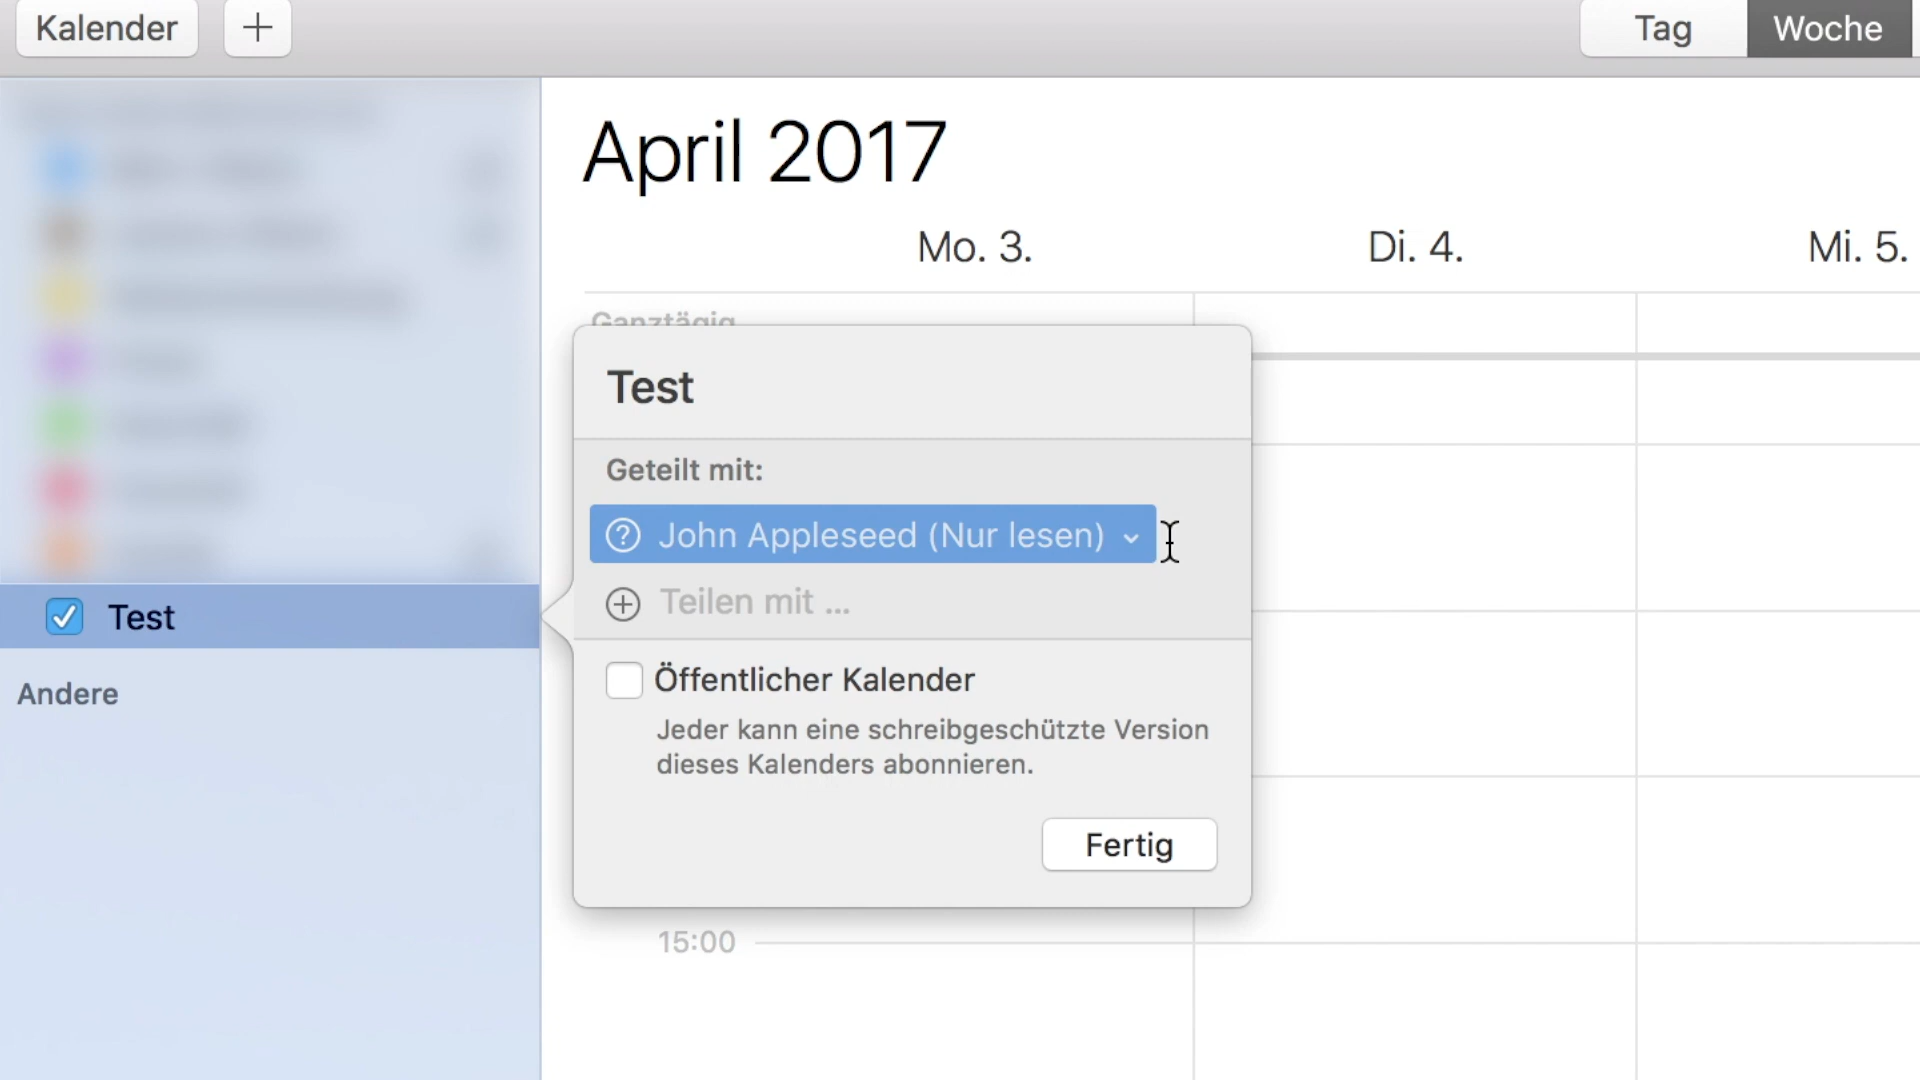 Kalender
+
Tag
Woche
April 2017
Mo. 3.
Di. 4.
Mi. 5.
Ganztägig
Test
Geteilt mit:
John Appleseed (Nur lesen)
Teilen mit ...
Test
Öffentlicher Kalender
Andere
Jeder kann eine schreibgeschützte Version
dieses Kalenders abonnieren.
Fertig
15:00